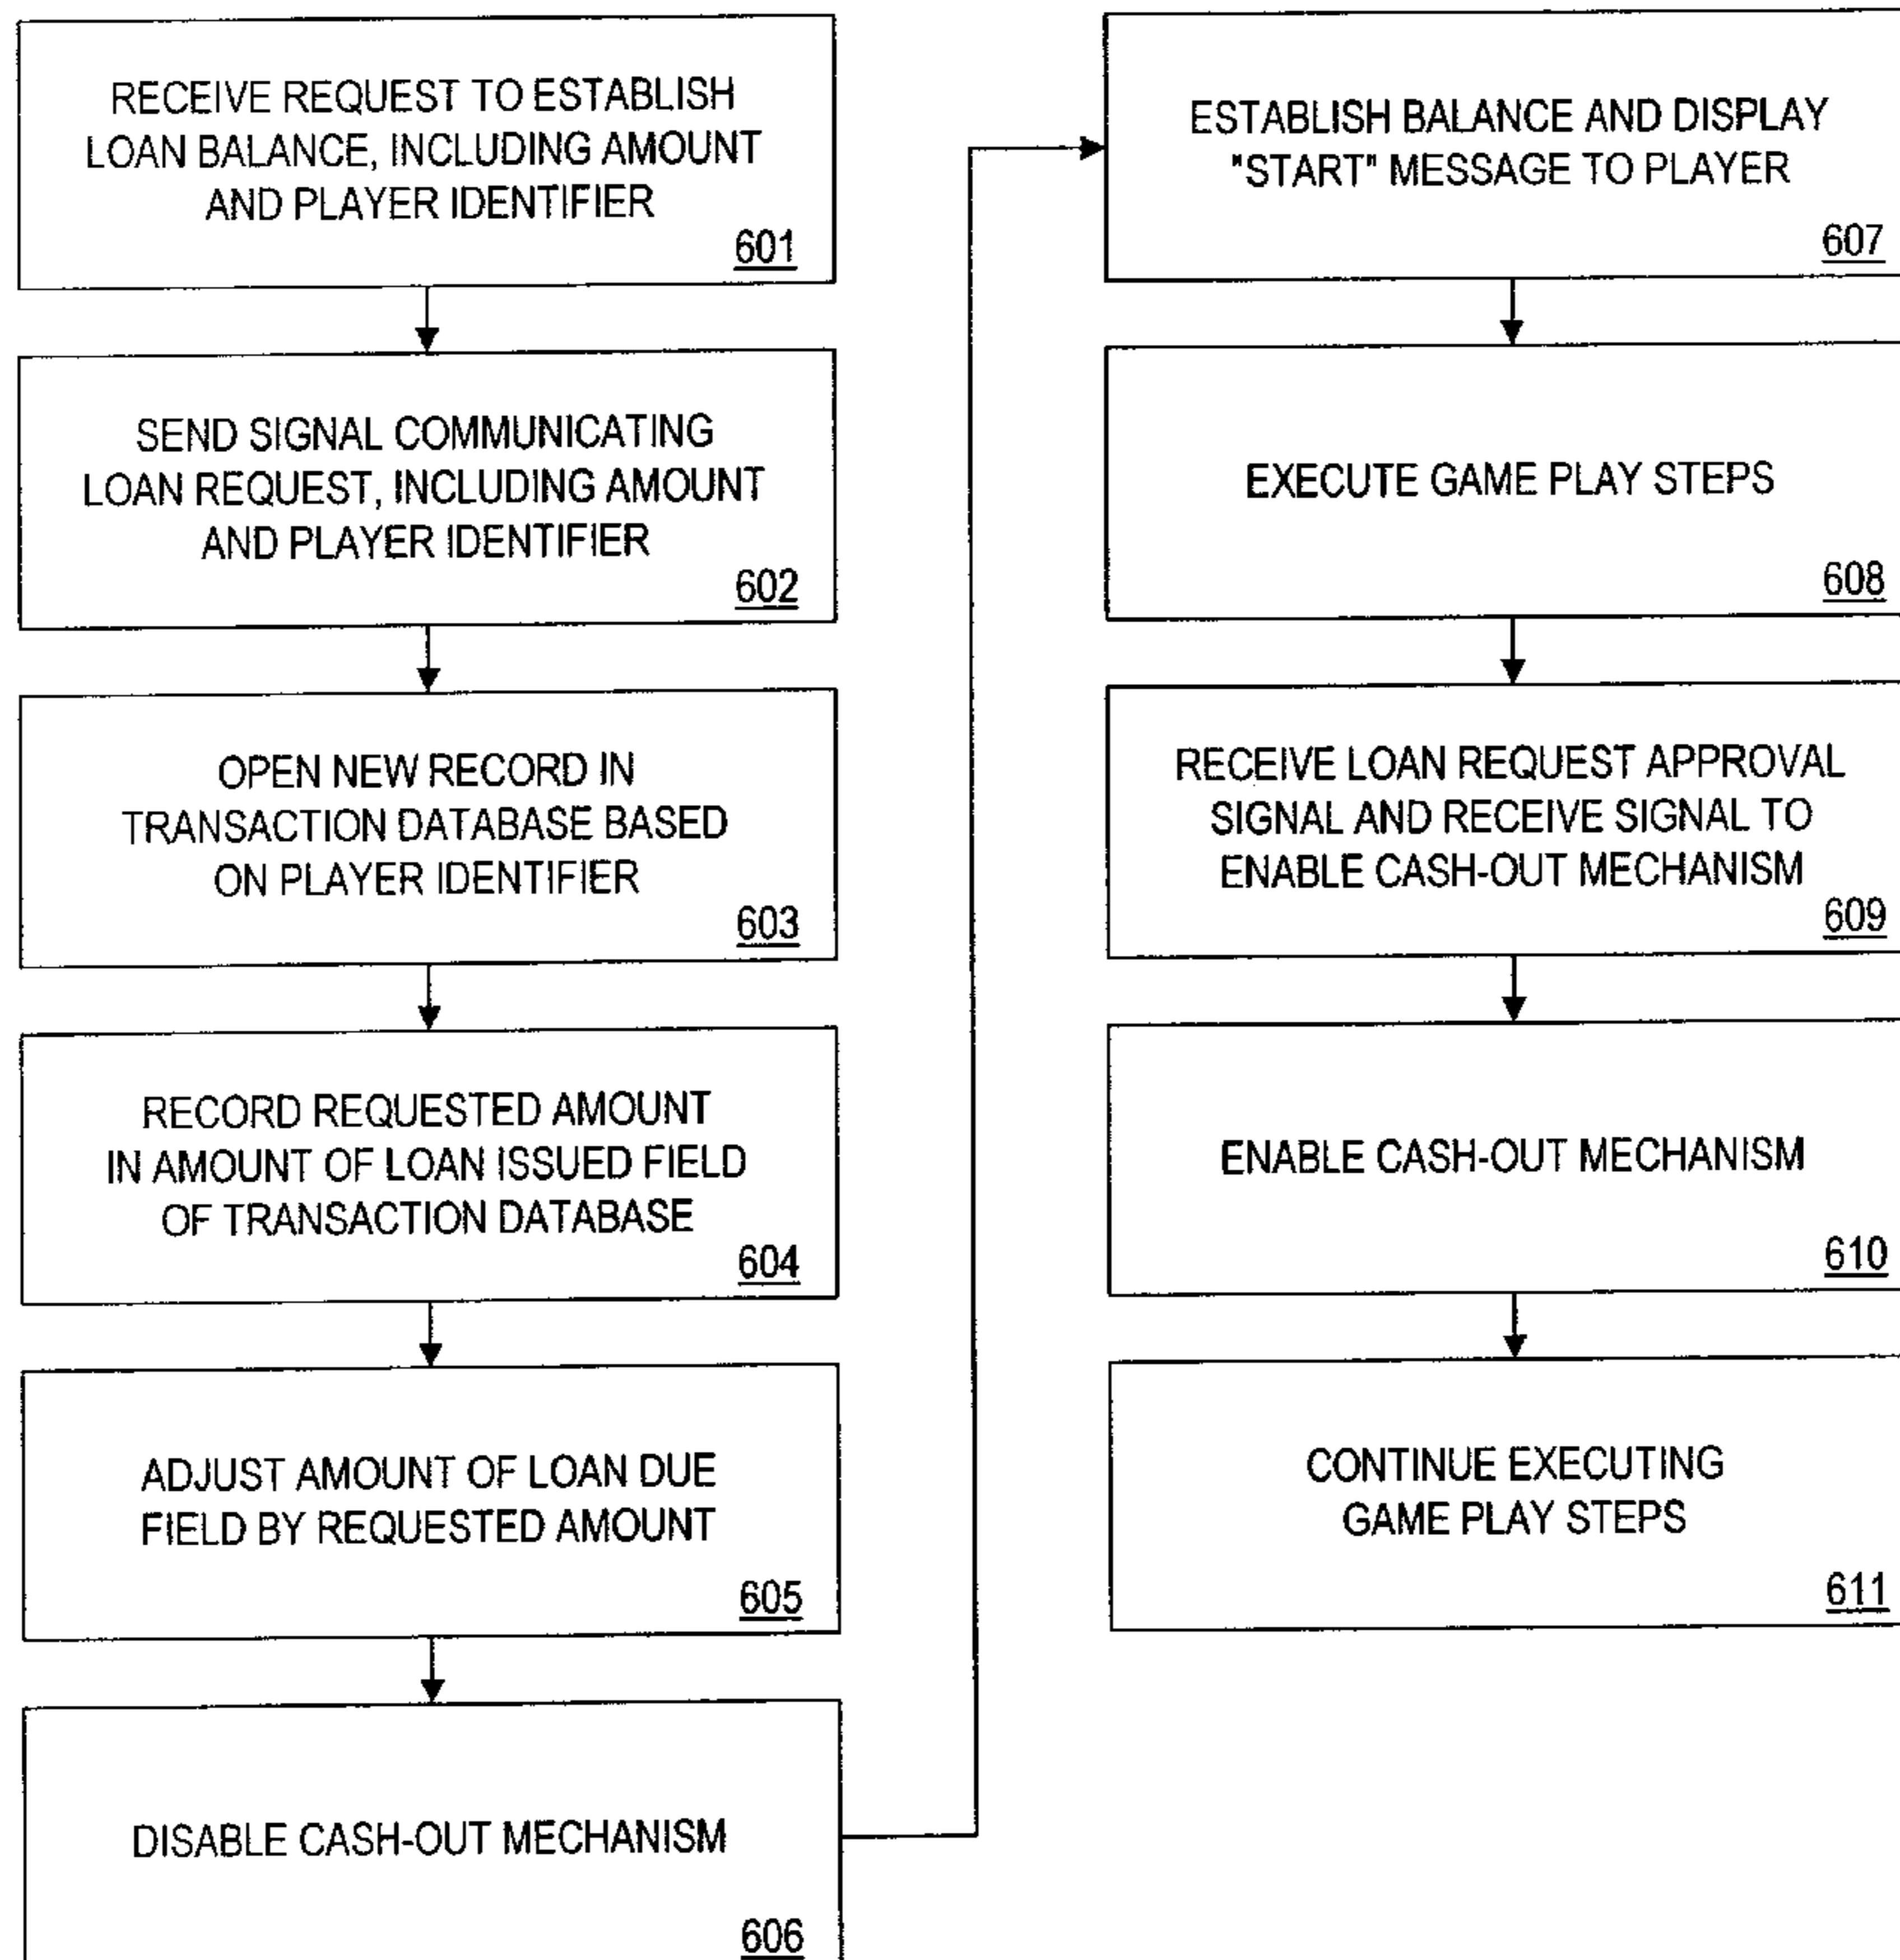 RECEIVE REQUEST TO ESTABLISH
LOAN BALANCE, INCLUDING AMOUNT
AND PLAYER IDENTIFIER
601
SEND SIGNAL COMMUNICATING
LOAN REQUEST, INCLUDING AMOUNT
AND PLAYER IDENTIFIER
602
OPEN NEW RECORD IN
TRANSACTION DATABASE BASED
ON PLAYER IDENTIFIER
603
RECORD REQUESTED AMOUNT
IN AMOUNT OF LOAN ISSUED FIELD
OF TRANSACTION DATABASE
604
ADJUST AMOUNT OF LOAN DUE
FIELD BY REQUESTED AMOUNT
605
DISABLE CASH-OUT MECHANISM
606
ESTABLISH BALANCE AND DISPLAY
"START" MESSAGE TO PLAYER
607
EXECUTE GAME PLAY STEPS
608
RECEIVE LOAN REQUEST APPROVAL
SIGNAL AND RECEIVE SIGNAL TO
ENABLE CASH-OUT MECHANISM
609
ENABLE CASH-OUT MECHANISM
610
CONTINUE EXECUTING
GAME PLAY STEPS
611